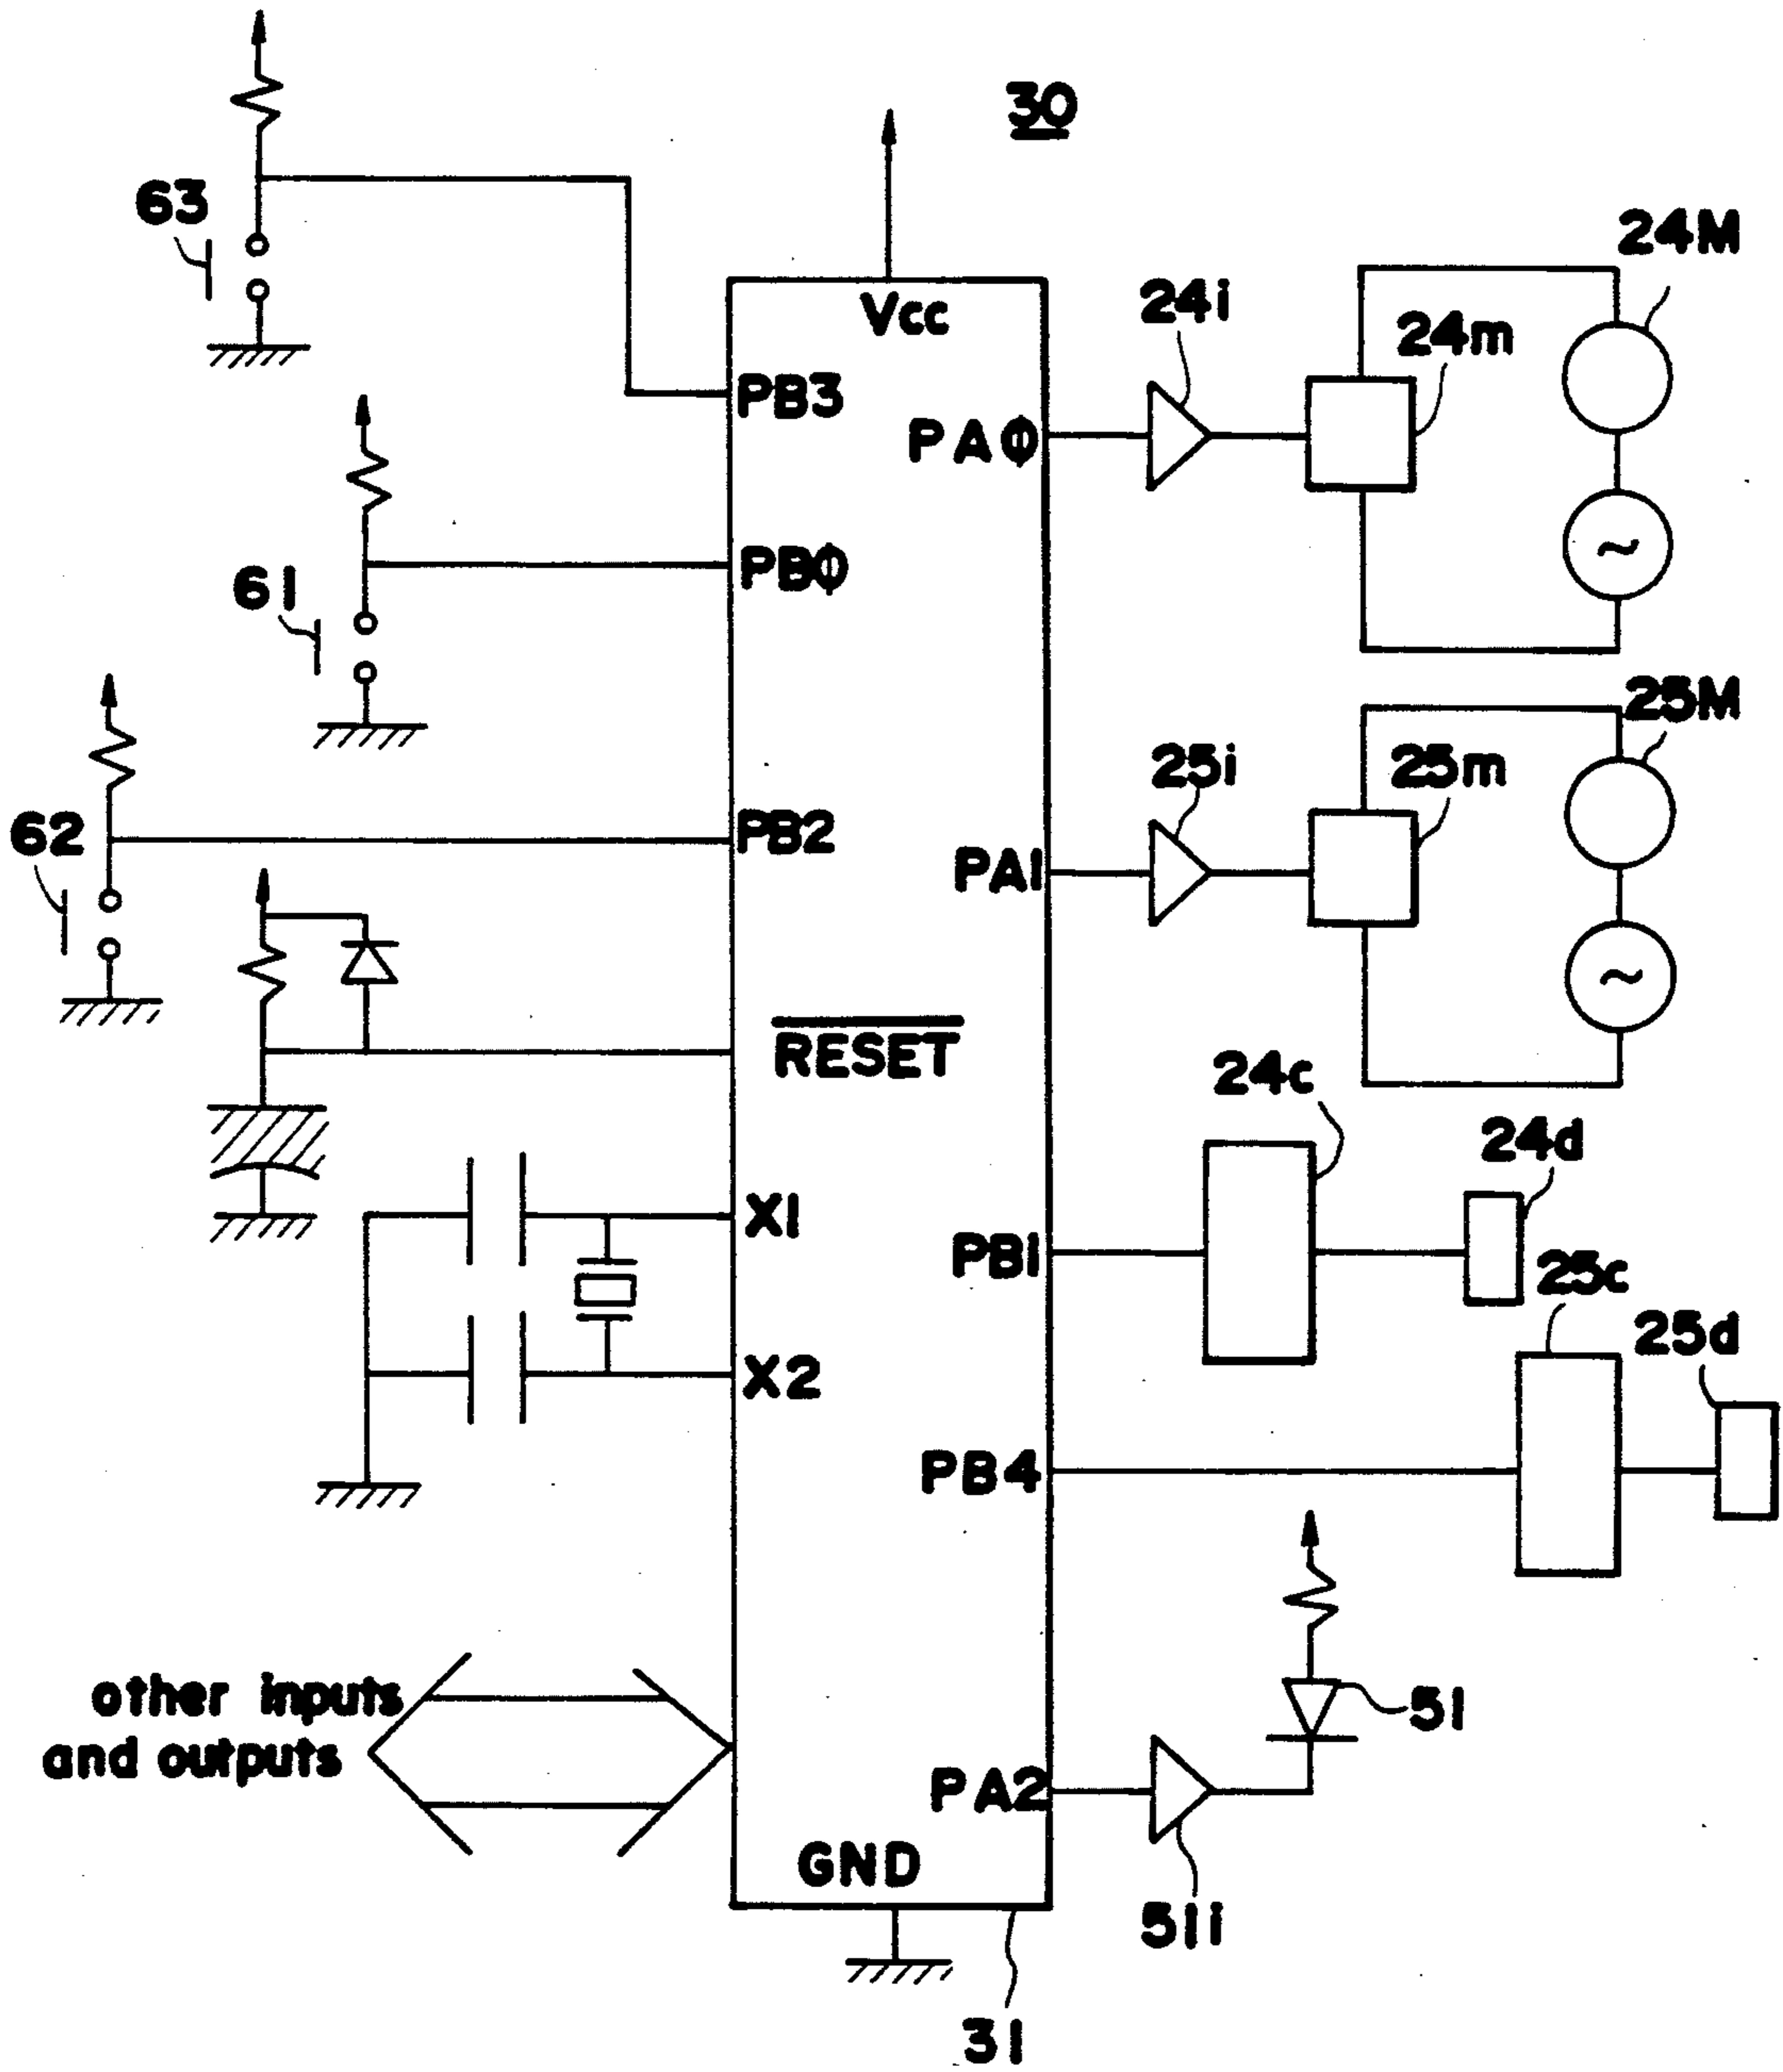 30
63
24M
24i
Vcc
24m
PB3
PAΦ
PBΦ
61
25M
25i
25m
62
PB2
PA1
RESET
24c
24d
X1
PB1
25c
25d
X2
PB4
other inputs
and outputs
51
PA2
GND
51i
31